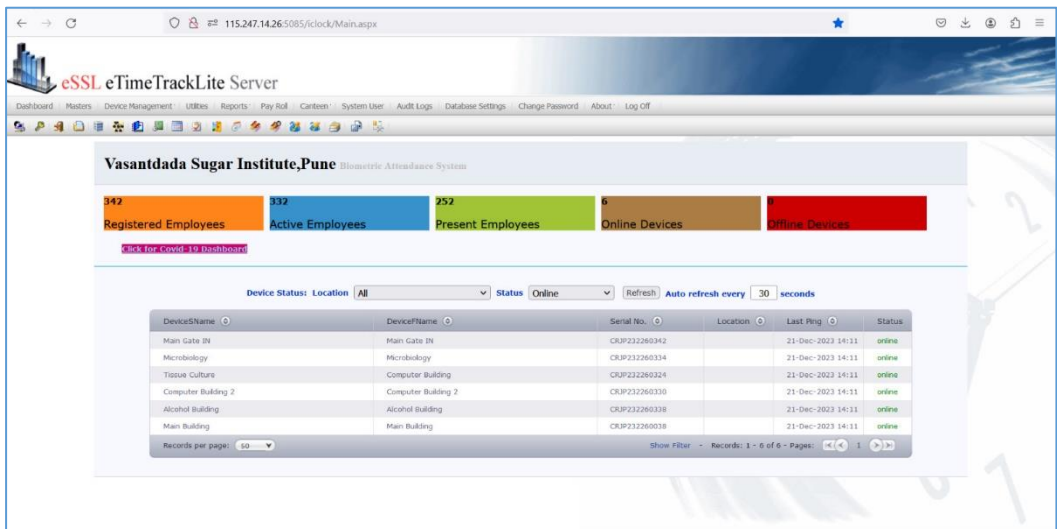 115.247.14.26:5085/iclock/Main.aspx
eSSL eTimeTrackLite Server
Dashboard Masters Device Management Utilities Reports Pay Roll Canteen System User Audit Logs Database Settings Change Password About Log Off
Vasantdada Sugar Institute,Pune Biometric Attendance System
342 332 252 6 0
Registered Employees Active Employees Present Employees Online Devices Offline Devices
Click for Covid-19 Dashboard
Device Status: Location All Status Online Refresh Auto refresh every 30 seconds
DeviceSName DeviceFName Serial No. Location Last Ping Status
Main Gate IN Main Gate IN CRJP232260342 21-Dec-2023 14:11 online
Microbiology Microbiology CRJP232260334 21-Dec-2023 14:11 online
Tissue Culture Computer Building CRJP232260324 21-Dec-2023 14:11 online
Computer Building 2 Computer Building 2 CRJP232260330 21-Dec-2023 14:11 online
Alcohol Building Alcohol Building CRJP232260338 21-Dec-2023 14:11 online
Main Building Main Building CRJP232260038 21-Dec-2023 14:11 online
Records per page: 50 Show Filter - Records: 1 - 6 of 6 - Pages: 1